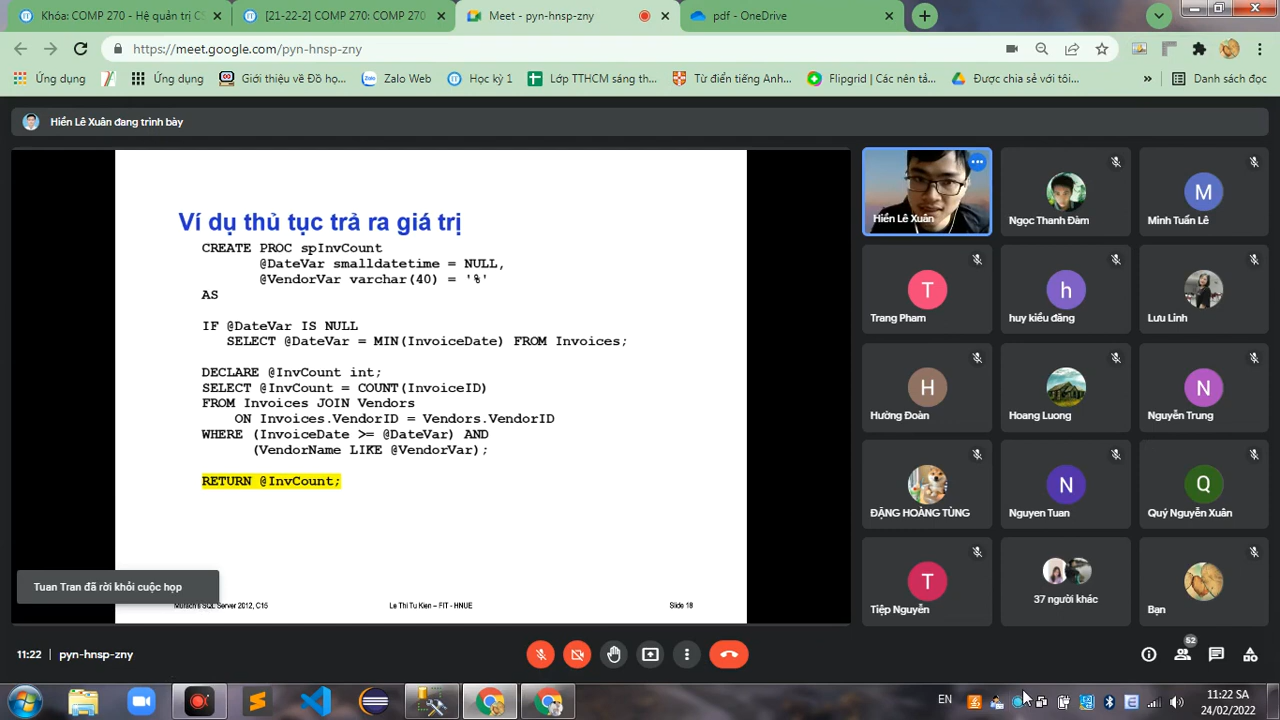 Khóa: COMP 270 - Hệ quản trị CS
[21-22-2] COMP 270: COMP 270
Meet - pyn-hnsp-zny
pdf - OneDrive
https://meet.google.com/pyn-hnsp-zny
Ứng dụng
Ứng dụng
Giới thiệu về Đồ họ...
Zalo Web
Học kỳ 1
Lớp TTHCM sáng th...
Từ điển tiếng Anh...
Flipgrid | Các nền tả...
Được chia sẻ với tôi...
»
Danh sách đọc
Hiển Lê Xuân đang trình bày
Ví dụ thủ tục trả ra giá trị
CREATE PROC spInvCount
@DateVar smalldatetime = NULL,
@VendorVar varchar(40) = '%'
AS
IF @DateVar IS NULL
SELECT @DateVar = MIN(InvoiceDate) FROM Invoices;
DECLARE @InvCount int;
SELECT @InvCount = COUNT(InvoiceID)
FROM Invoices JOIN Vendors
ON Invoices.VendorID = Vendors.VendorID
WHERE (InvoiceDate >= @DateVar) AND
(VendorName LIKE @VendorVar);
RETURN @InvCount;
Murach's SQL Server 2012, C15
Le Thi Tu Kien – FIT - HNUE
Slide 18
Tuan Tran đã rời khỏi cuộc họp
Hiển Lê Xuân
Ngọc Thanh Đàm
M
Minh Tuấn Lê
T
Trang Pham
h
huy kiều đăng
Lưu Linh
H
Hường Đoàn
Hoang Luong
N
Nguyễn Trung
ĐẶNG HOÀNG TÙNG
N
Nguyen Tuan
Q
Quý Nguyễn Xuân
T
Tiệp Nguyễn
37 người khác
Bạn
11:22
pyn-hnsp-zny
52
EN
11:22 SA
24/02/2022